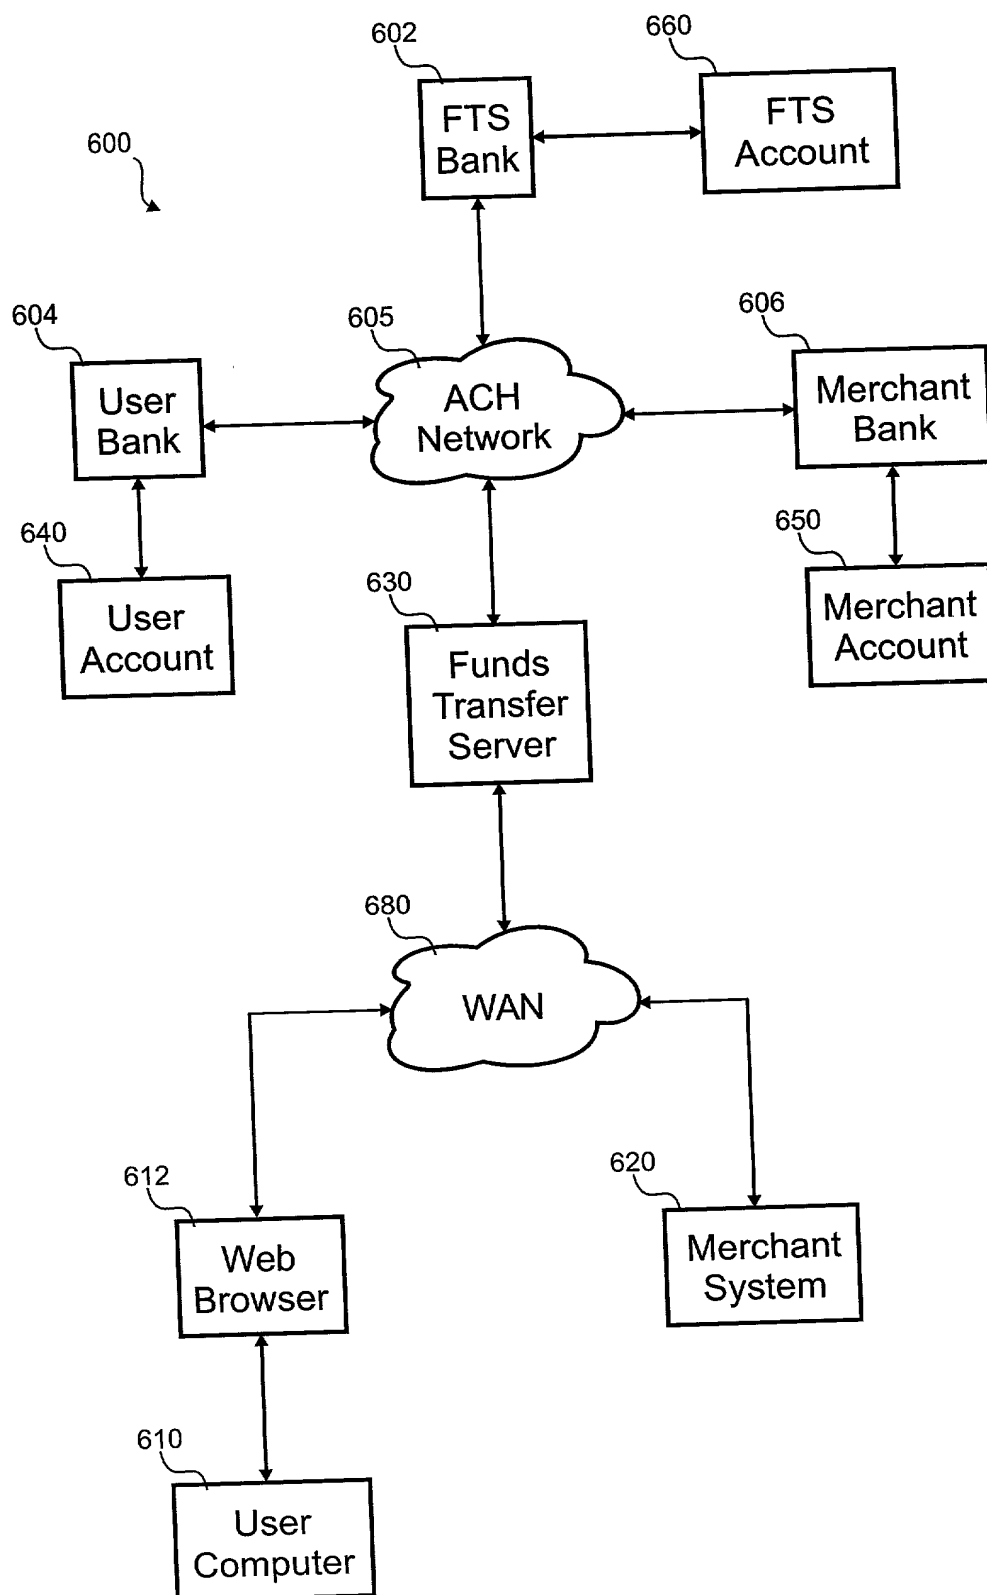 602
660
FTS
Bank
FTS
Account
600
604
605
606
User
Bank
ACH
Network
Merchant
Bank
640
630
650
User
Account
Funds
Transfer
Server
Merchant
Account
680
WAN
612
620
Web
Browser
Merchant
System
610
User
Computer